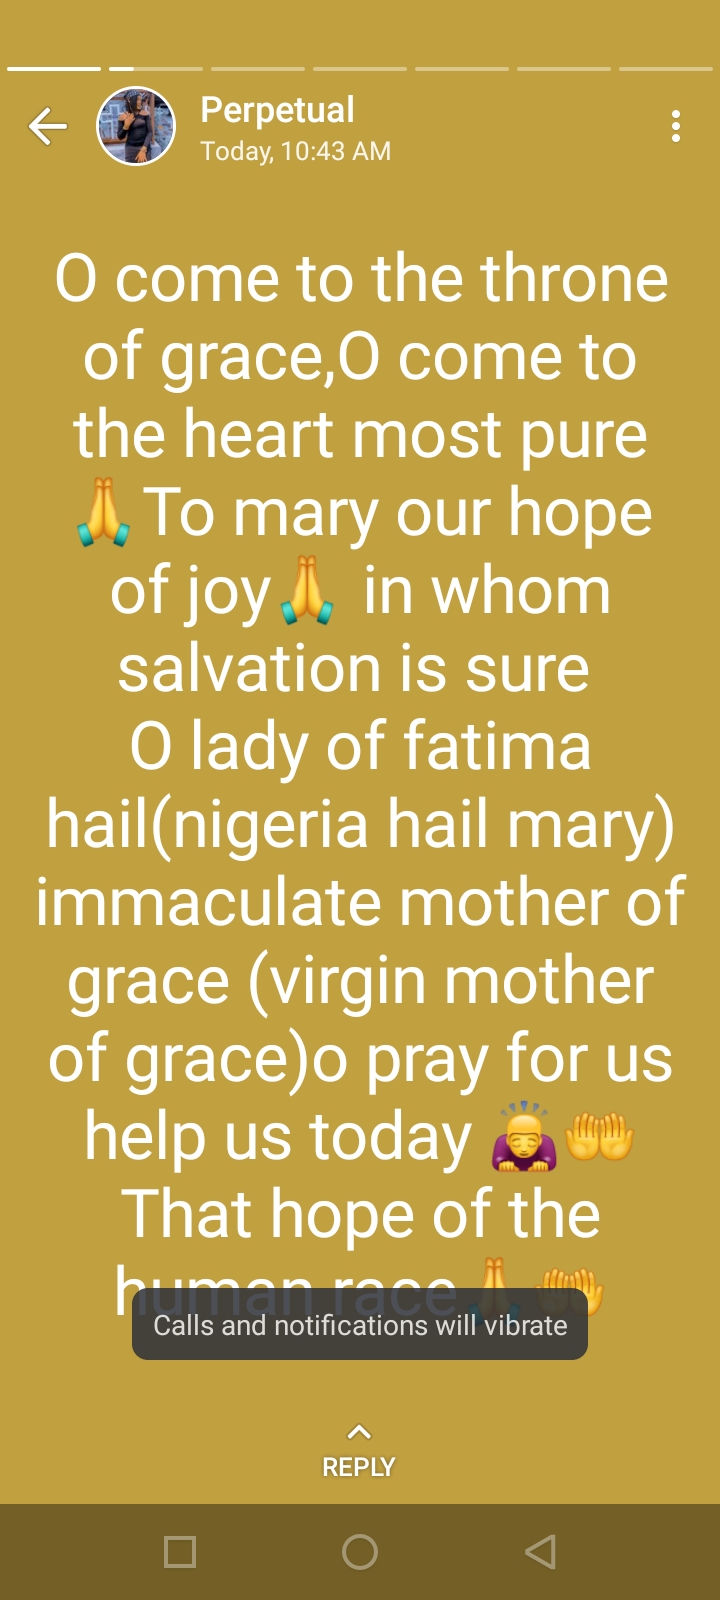 Perpetual
Today, 10:43 AM
O come to the throne
of grace,O come to
the heart most pure
🙏To mary our hope
of joy🙏 in whom
salvation is sure
O lady of fatima
hail(nigeria hail mary)
immaculate mother of
grace (virgin mother
of grace)o pray for us
help us today 🙇‍♀️🤲
That hope of the
human race🙏🤲
Calls and notifications will vibrate
REPLY